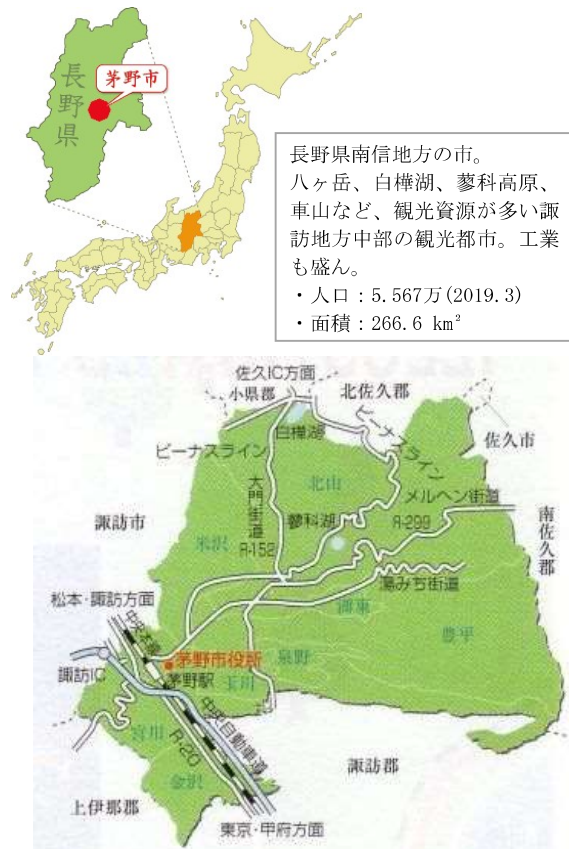 長野県
茅野市
長野県南信地方の市。
八ヶ岳、白樺湖、蓼科高原、
車山など、観光資源が多い諏
訪地方中部の観光都市。工業
も盛ん。
・人口：5.567万(2019.3)
・面積：266.6 km²
佐久IC方面
小県郡
北佐久郡
白樺湖
ビーナスライン
佐久市
ビーナスライン
大門街道
R-152
北山
メルヘン街道
蓼科湖
R-299
諏訪市
米沢
南佐久郡
湯みち街道
松本・諏訪方面
湖東
豊平
中央本線
茅野市役所
泉野
諏訪IC
茅野駅
玉川
中央自動車道
宮川
R-20
金沢
諏訪郡
上伊那郡
東京・甲府方面